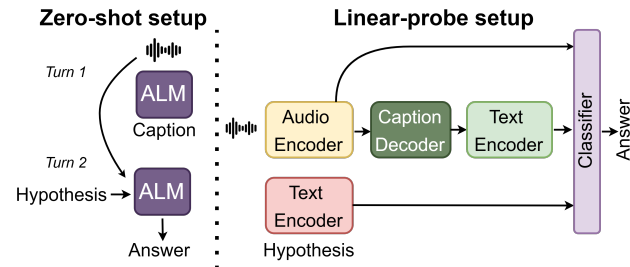 Zero-shot setup
Turn 1
ALM
Caption
Turn 2
Hypothesis
ALM
Answer
Linear-probe setup
Audio
Encoder
Caption
Decoder
Text
Encoder
Classifier
Answer
Text
Encoder
Hypothesis